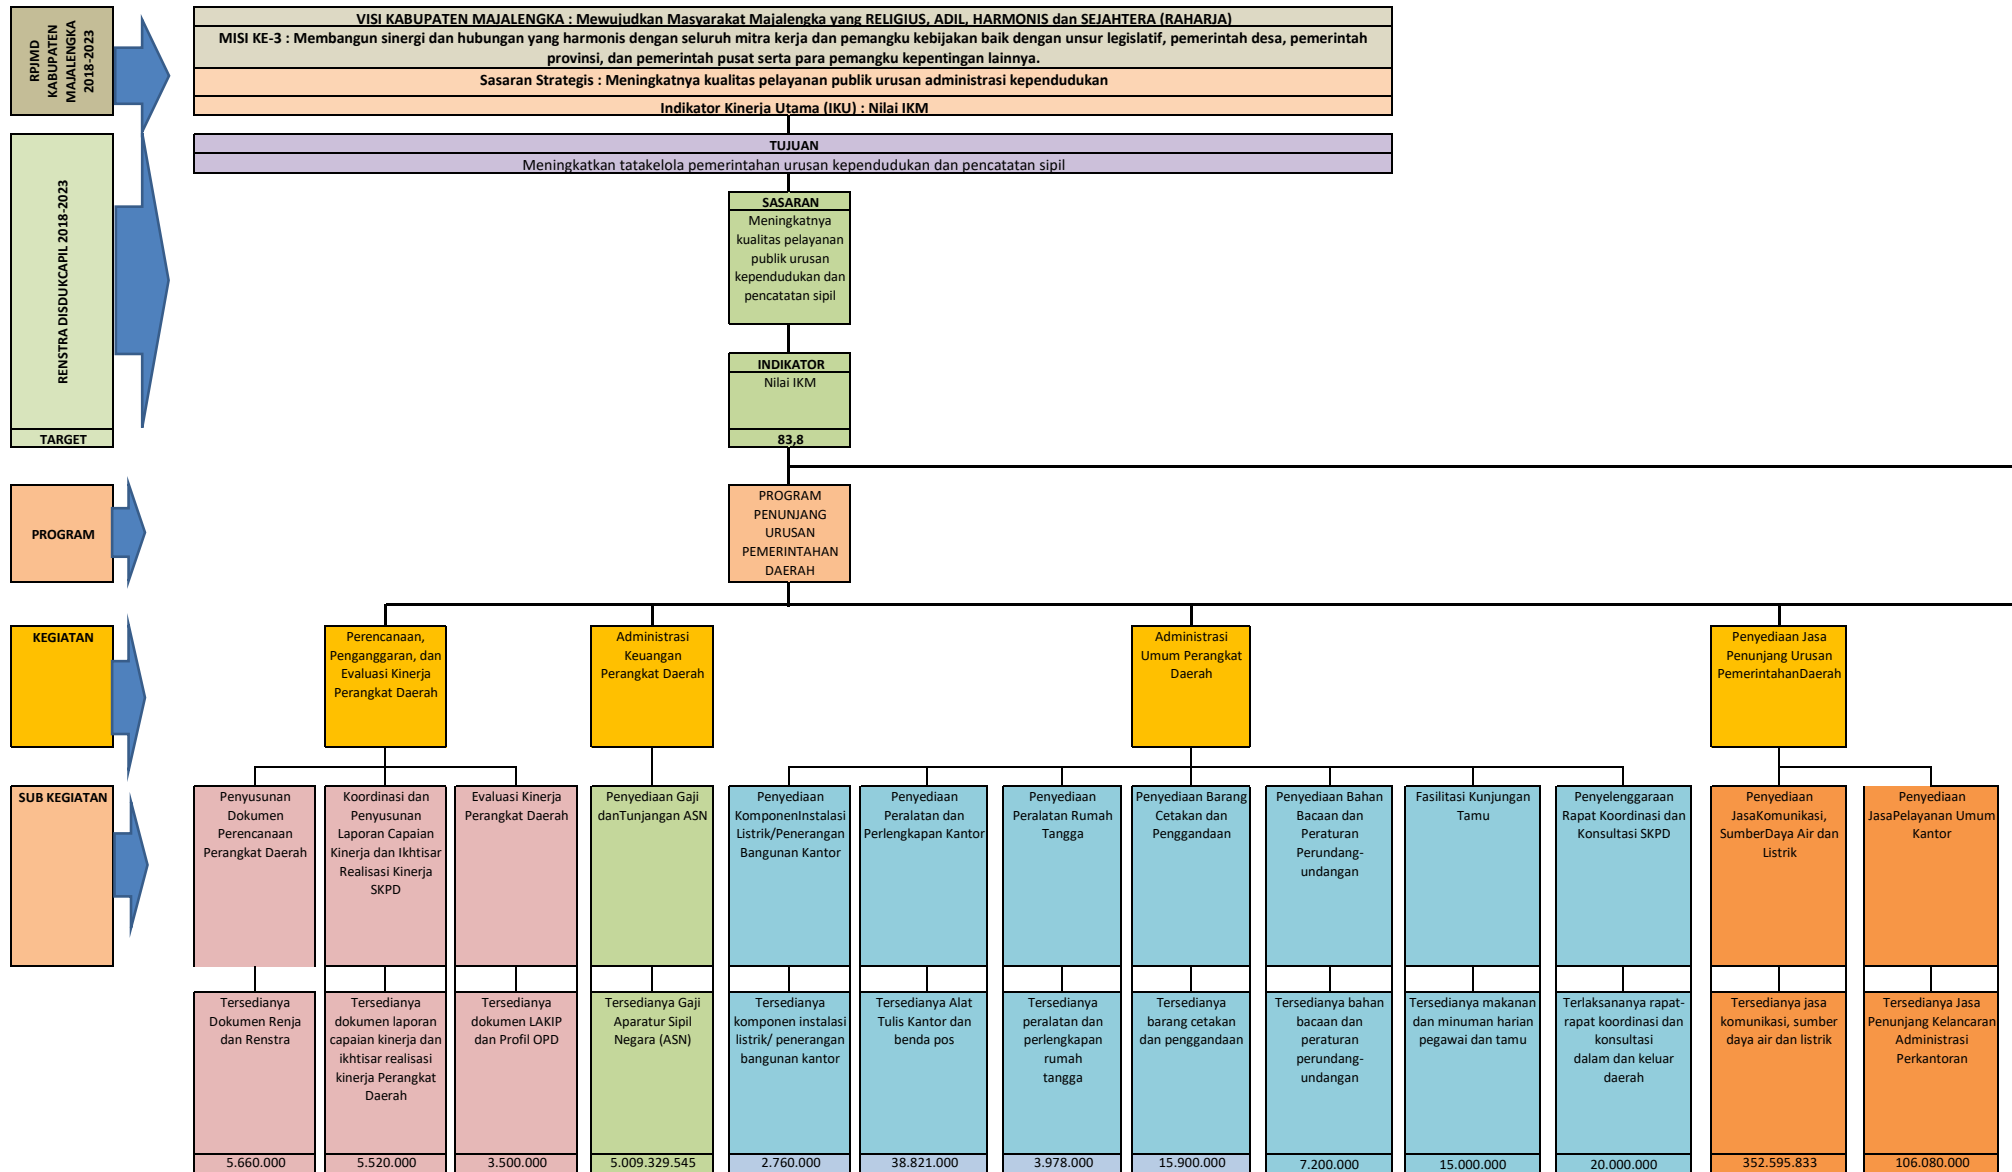 RPJMD
KABUPATEN
MAJALENGKA
2018-2023
VISI KABUPATEN MAJALENGKA : Mewujudkan Masyarakat Majalengka yang RELIGIUS, ADIL, HARMONIS dan SEJAHTERA (RAHARJA)
MISI KE-3 : Membangun sinergi dan hubungan yang harmonis dengan seluruh mitra kerja dan pemangku kebijakan baik dengan unsur legislatif, pemerintah desa, pemerintah
provinsi, dan pemerintah pusat serta para pemangku kepentingan lainnya.
Sasaran Strategis : Meningkatnya kualitas pelayanan publik urusan administrasi kependudukan
Indikator Kinerja Utama (IKU) : Nilai IKM
RENSTRA DISDUKCAPIL 2018-2023
TUJUAN
Meningkatkan tatakelola pemerintahan urusan kependudukan dan pencatatan sipil
SASARAN
Meningkatnya
kualitas pelayanan
publik urusan
kependudukan dan
pencatatan sipil
INDIKATOR
Nilai IKM
TARGET
83,8
PROGRAM
PROGRAM
PENUNJANG
URUSAN
PEMERINTAHAN
DAERAH
KEGIATAN
Perencanaan,
Penganggaran, dan
Evaluasi Kinerja
Perangkat Daerah
Administrasi
Keuangan
Perangkat Daerah
Administrasi
Umum Perangkat
Daerah
Penyediaan Jasa
Penunjang Urusan
PemerintahanDaerah
SUB KEGIATAN
Penyusunan
Dokumen
Perencanaan
Perangkat Daerah
Koordinasi dan
Penyusunan
Laporan Capaian
Kinerja dan Ikhtisar
Realisasi Kinerja
SKPD
Evaluasi Kinerja
Perangkat Daerah
Penyediaan Gaji
danTunjangan ASN
Penyediaan
KomponenInstalasi
Listrik/Penerangan
Bangunan Kantor
Penyediaan
Peralatan dan
Perlengkapan Kantor
Penyediaan
Peralatan Rumah
Tangga
Penyediaan Barang
Cetakan dan
Penggandaan
Penyediaan Bahan
Bacaan dan
Peraturan
Perundang-
undangan
Fasilitasi Kunjungan
Tamu
Penyelenggaraan
Rapat Koordinasi dan
Konsultasi SKPD
Penyediaan
JasaKomunikasi,
SumberDaya Air dan
Listrik
Penyediaan
JasaPelayanan Umum
Kantor
Tersedianya
Dokumen Renja
dan Renstra
Tersedianya
dokumen laporan
capaian kinerja dan
ikhtisar realisasi
kinerja Perangkat
Daerah
Tersedianya
dokumen LAKIP
dan Profil OPD
Tersedianya Gaji
Aparatur Sipil
Negara (ASN)
Tersedianya
komponen instalasi
listrik/ penerangan
bangunan kantor
Tersedianya Alat
Tulis Kantor dan
benda pos
Tersedianya
peralatan dan
perlengkapan
rumah
tangga
Tersedianya
barang cetakan
dan penggandaan
Tersedianya bahan
bacaan dan
peraturan
perundang-
undangan
Tersedianya makanan
dan minuman harian
pegawai dan tamu
Terlaksananya rapat-
rapat koordinasi dan
konsultasi
dalam dan keluar
daerah
Tersedianya jasa
komunikasi, sumber
daya air dan listrik
Tersedianya Jasa
Penunjang Kelancaran
Administrasi
Perkantoran
5.660.000
5.520.000
3.500.000
5.009.329.545
2.760.000
38.821.000
3.978.000
15.900.000
7.200.000
15.000.000
20.000.000
352.595.833
106.080.000